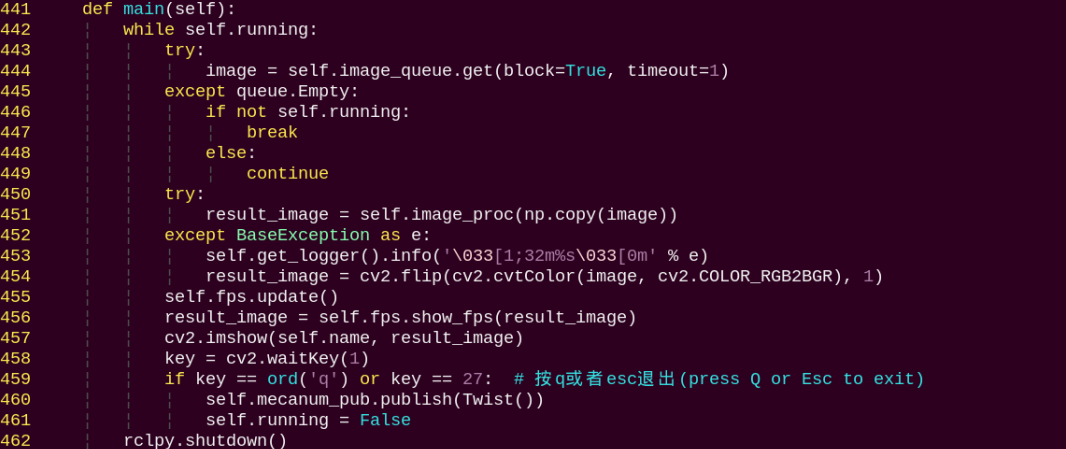 441     def main(self):
442         while self.running:
443             try:
444                 image = self.image_queue.get(block=True, timeout=1)
445             except queue.Empty:
446                 if not self.running:
447                     break
448                 else:
449                     continue
450             try:
451                 result_image = self.image_proc(np.copy(image))
452             except BaseException as e:
453                 self.get_logger().info('\033[1;32m%s\033[0m' % e)
454                 result_image = cv2.flip(cv2.cvtColor(image, cv2.COLOR_RGB2BGR), 1)
455             self.fps.update()
456             result_image = self.fps.show_fps(result_image)
457             cv2.imshow(self.name, result_image)
458             key = cv2.waitKey(1)
459             if key == ord('q') or key == 27:  # 按q或者esc退出(press Q or Esc to exit)
460                 self.mecanum_pub.publish(Twist())
461                 self.running = False
462         rclpy.shutdown()